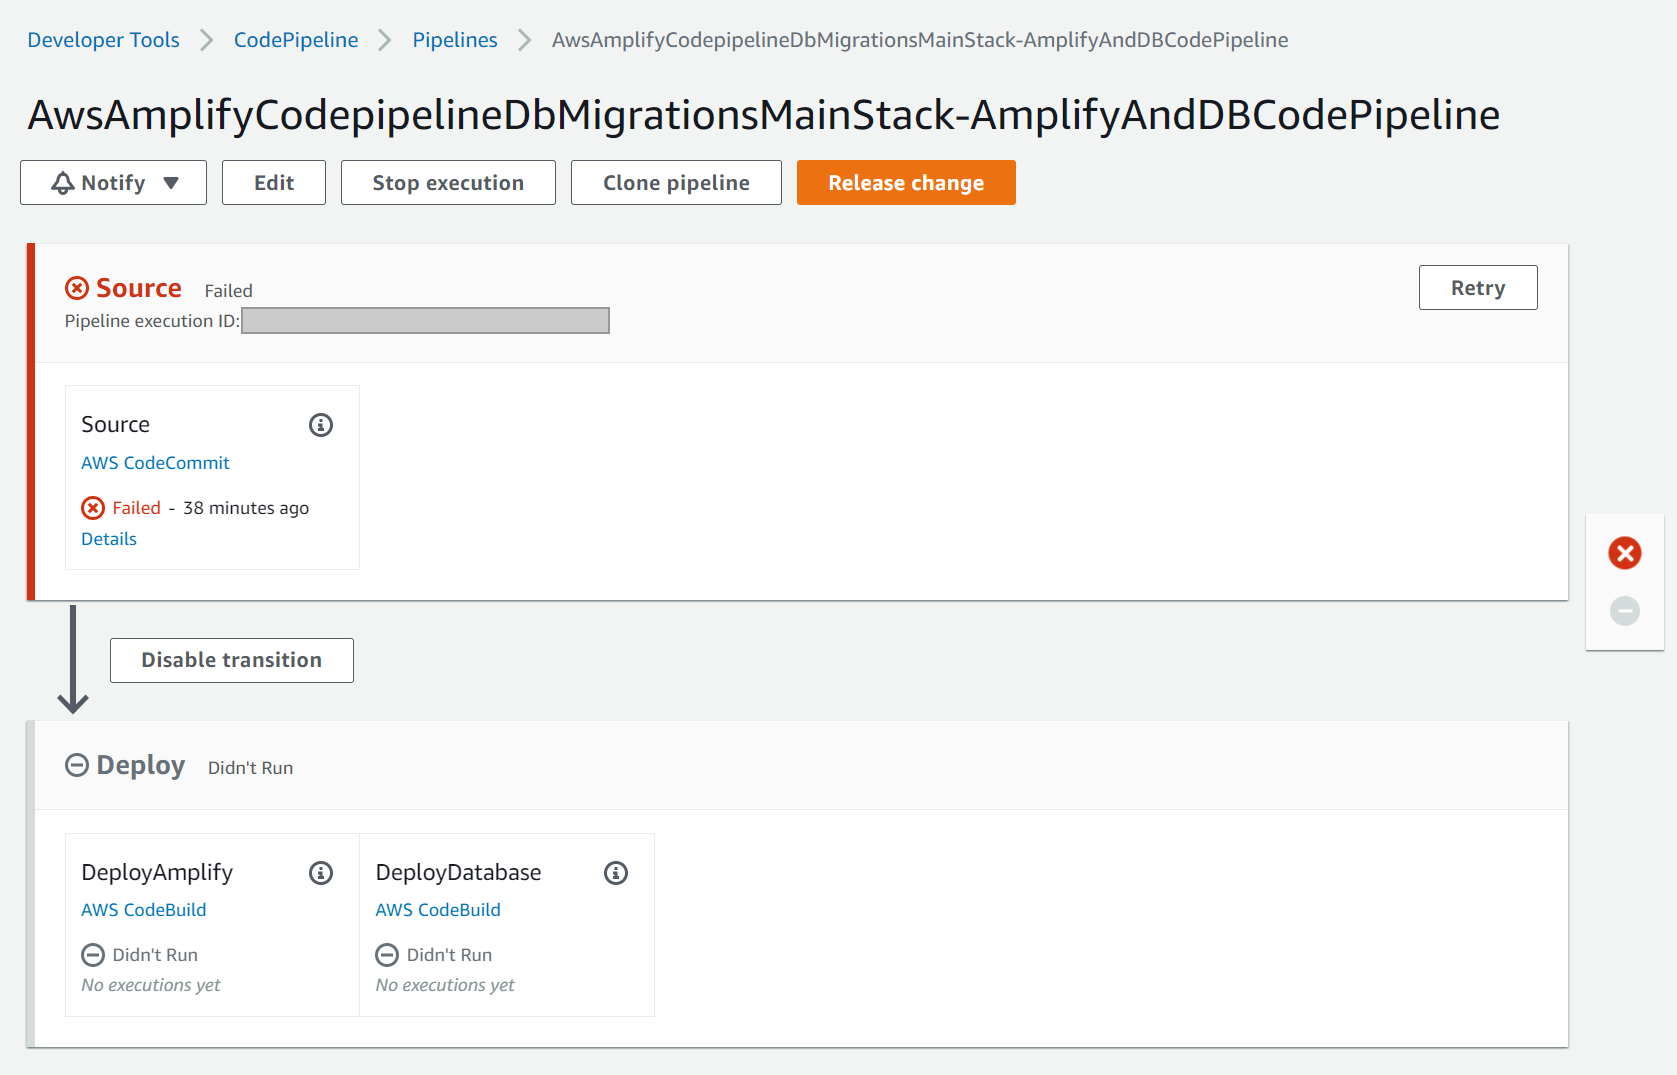 Developer Tools > CodePipeline > Pipelines > AwsAmplifyCodepipelineDbMigrationsMainStack-AmplifyAndDBCodePipeline
AwsAmplifyCodepipelineDbMigrationsMainStack-AmplifyAndDBCodePipeline
Notify Edit Stop execution Clone pipeline Release change
Source Failed Retry
Pipeline execution ID:
Source
AWS CodeCommit
Failed - 38 minutes ago
Details
Disable transition
Deploy Didn't Run
DeployAmplify DeployDatabase
AWS CodeBuild AWS CodeBuild
Didn't Run Didn't Run
No executions yet No executions yet